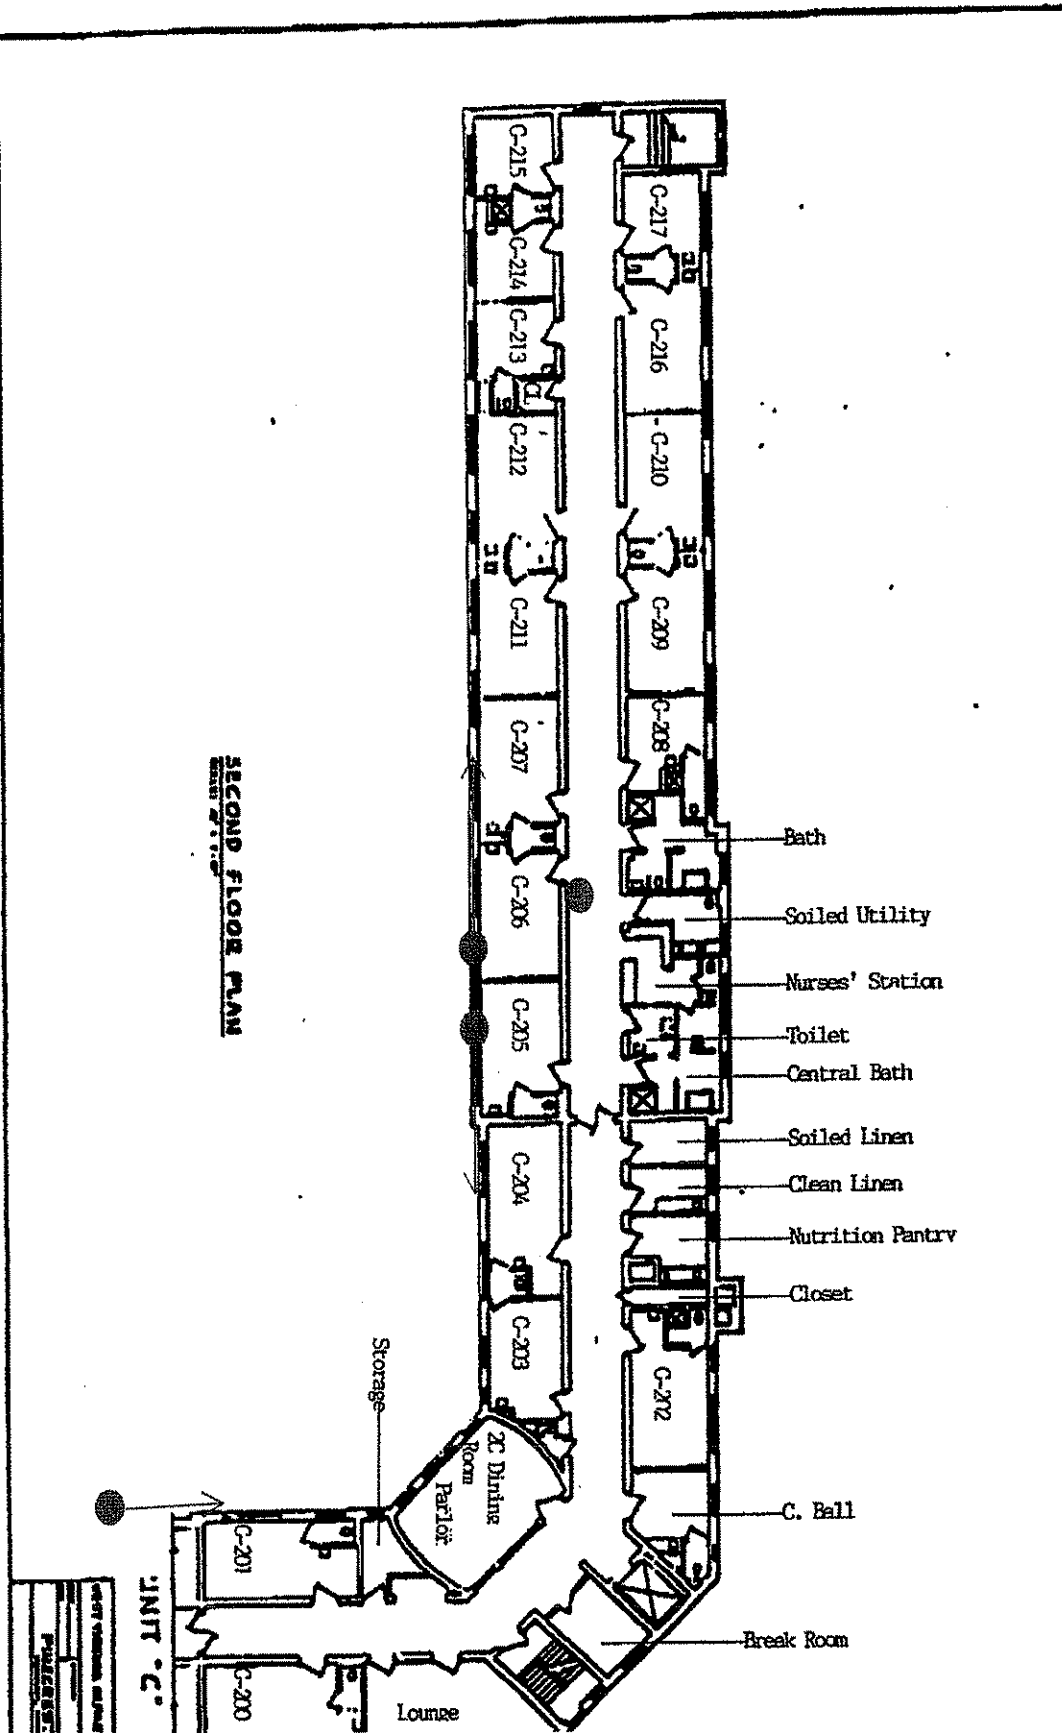 C-215
C-217
C-214
C-213
C-216
CL
C-212
C-210
C-211
C-209
C-208
C-207
Bath
C-206
Soiled Utility
Nurses' Station
C-205
Toilet
Central Bath
Soiled Linen
C-204
Clean Linen
Nutrition Pantry
Closet
C-203
C-202
Storage
2C Dining
Room
Parlor
C. Ball
C-201
Break Room
C-200
Lounge
SECOND FLOOR PLAN
UNIT "C"